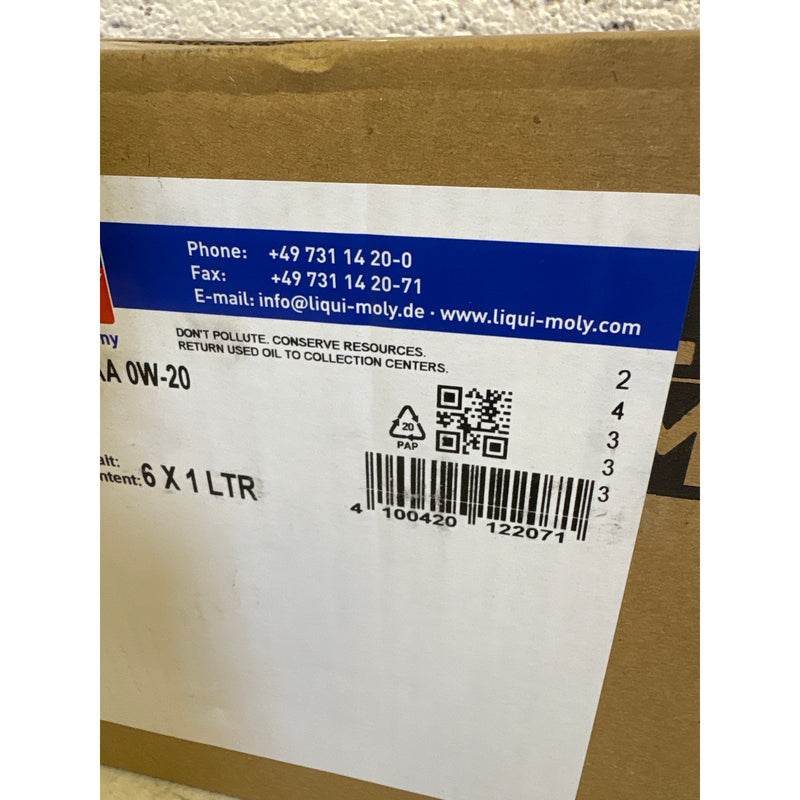 Phone: +49 731 14 20-0
Fax: +49 731 14 20-71
E-mail: info@liqui-moly.de · www.liqui-moly.com
ny
DON'T POLLUTE. CONSERVE RESOURCES.
RETURN USED OIL TO COLLECTION CENTERS.
A 0W-20
20
PAP
alt:
ntent: 6 X 1 LTR
4 100420 122071
2
4
3
3
3